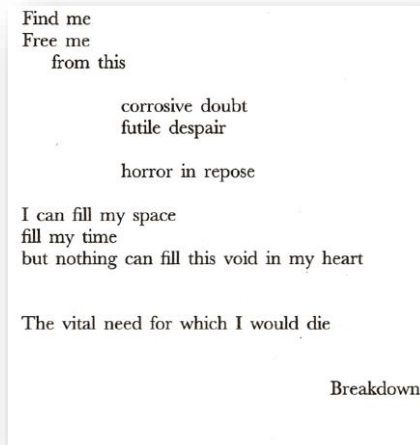 Find me
Free me
from this
corrosive doubt
futile despair
horror in repose
I can fill my space
fill my time
but nothing can fill this void in my heart
The vital need for which I would die
Breakdown